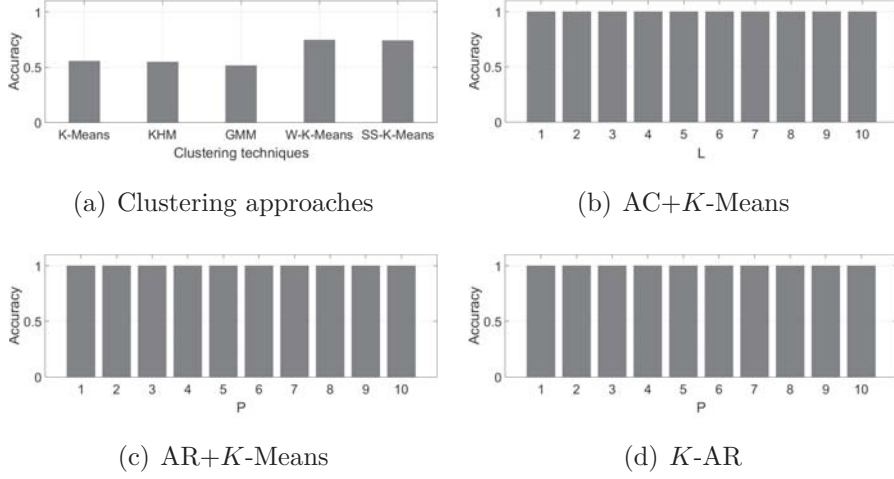 1
0.5
0
Accuracy
K-Means KHM GMM W-K-Means SS-K-Means
Clustering techniques
(a) Clustering approaches
1
0.5
0
Accuracy
1 2 3 4 5 6 7 8 9 10
L
(b) AC+K-Means
1
0.5
0
Accuracy
1 2 3 4 5 6 7 8 9 10
P
(c) AR+K-Means
1
0.5
0
Accuracy
1 2 3 4 5 6 7 8 9 10
P
(d) K-AR